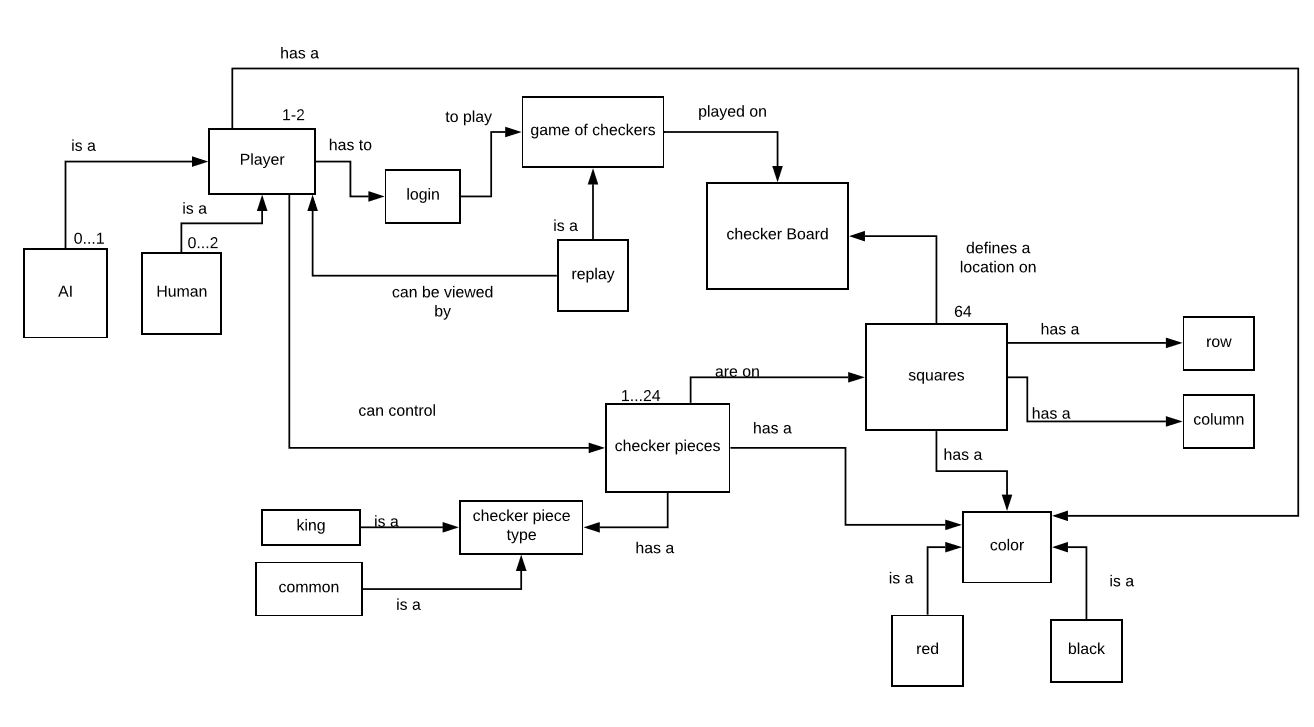 has a
1-2
to play
game of checkers
played on
is a
Player
has to
login
is a
0...1
0...2
is a
checker Board
defines a
location on
AI
Human
can be viewed
by
replay
64
has a
row
are on
squares
1...24
can control
has a
column
has a
checker pieces
has a
king
is a
checker piece
type
has a
color
common
is a
is a
is a
red
black